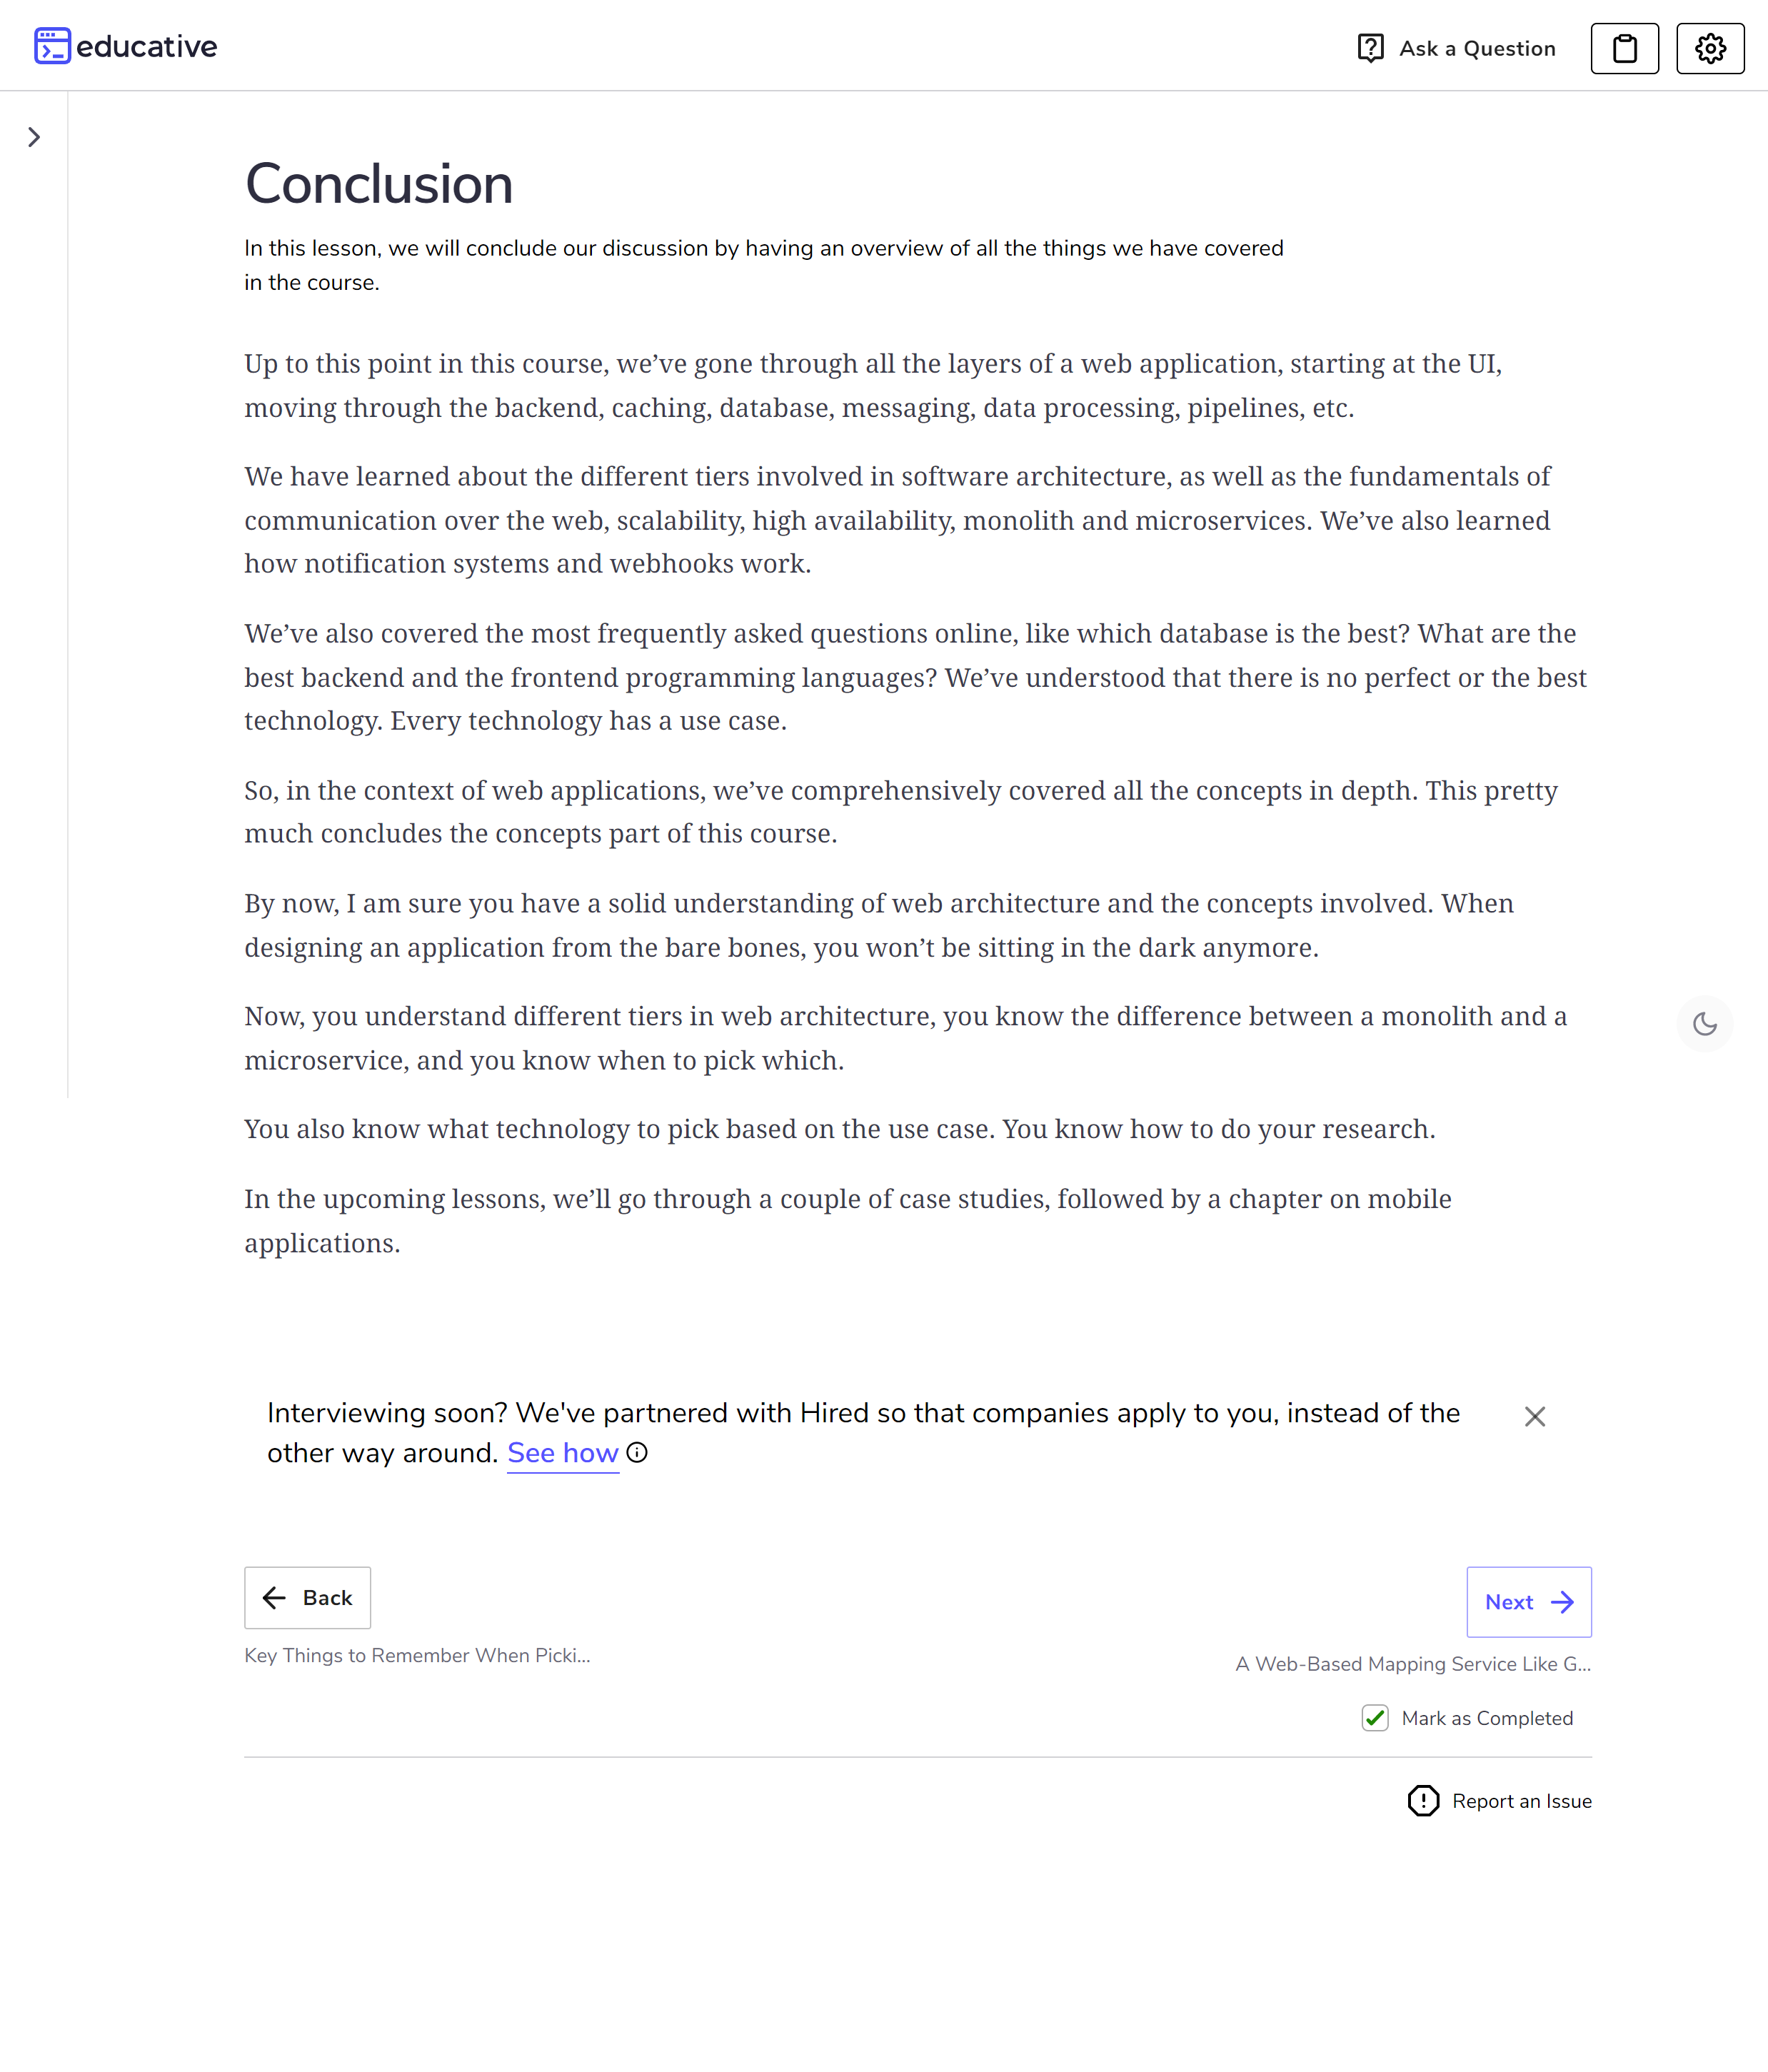 educative
Ask a Question
Conclusion
In this lesson, we will conclude our discussion by having an overview of all the things we have covered
in the course.
Up to this point in this course, we’ve gone through all the layers of a web application, starting at the UI,
moving through the backend, caching, database, messaging, data processing, pipelines, etc.
We have learned about the different tiers involved in software architecture, as well as the fundamentals of
communication over the web, scalability, high availability, monolith and microservices. We’ve also learned
how notification systems and webhooks work.
We’ve also covered the most frequently asked questions online, like which database is the best? What are the
best backend and the frontend programming languages? We’ve understood that there is no perfect or the best
technology. Every technology has a use case.
So, in the context of web applications, we’ve comprehensively covered all the concepts in depth. This pretty
much concludes the concepts part of this course.
By now, I am sure you have a solid understanding of web architecture and the concepts involved. When
designing an application from the bare bones, you won’t be sitting in the dark anymore.
Now, you understand different tiers in web architecture, you know the difference between a monolith and a
microservice, and you know when to pick which.
You also know what technology to pick based on the use case. You know how to do your research.
In the upcoming lessons, we’ll go through a couple of case studies, followed by a chapter on mobile
applications.
Interviewing soon? We've partnered with Hired so that companies apply to you, instead of the
other way around. See how
Back
Next
Key Things to Remember When Picki...
A Web-Based Mapping Service Like G...
Mark as Completed
Report an Issue